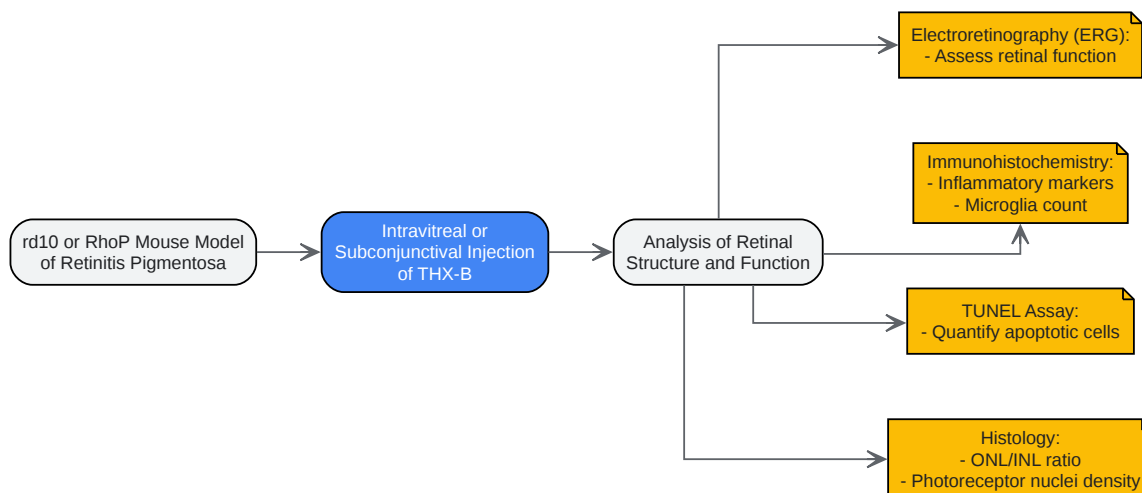 rd10 or RhoP Mouse Model
of Retinitis Pigmentosa
Intravitreal or
Subconjunctival Injection
of THX-B
Analysis of Retinal
Structure and Function
Electroretinography (ERG):
- Assess retinal function
Immunohistochemistry:
- Inflammatory markers
- Microglia count
TUNEL Assay:
- Quantify apoptotic cells
Histology:
- ONL/INL ratio
- Photoreceptor nuclei density